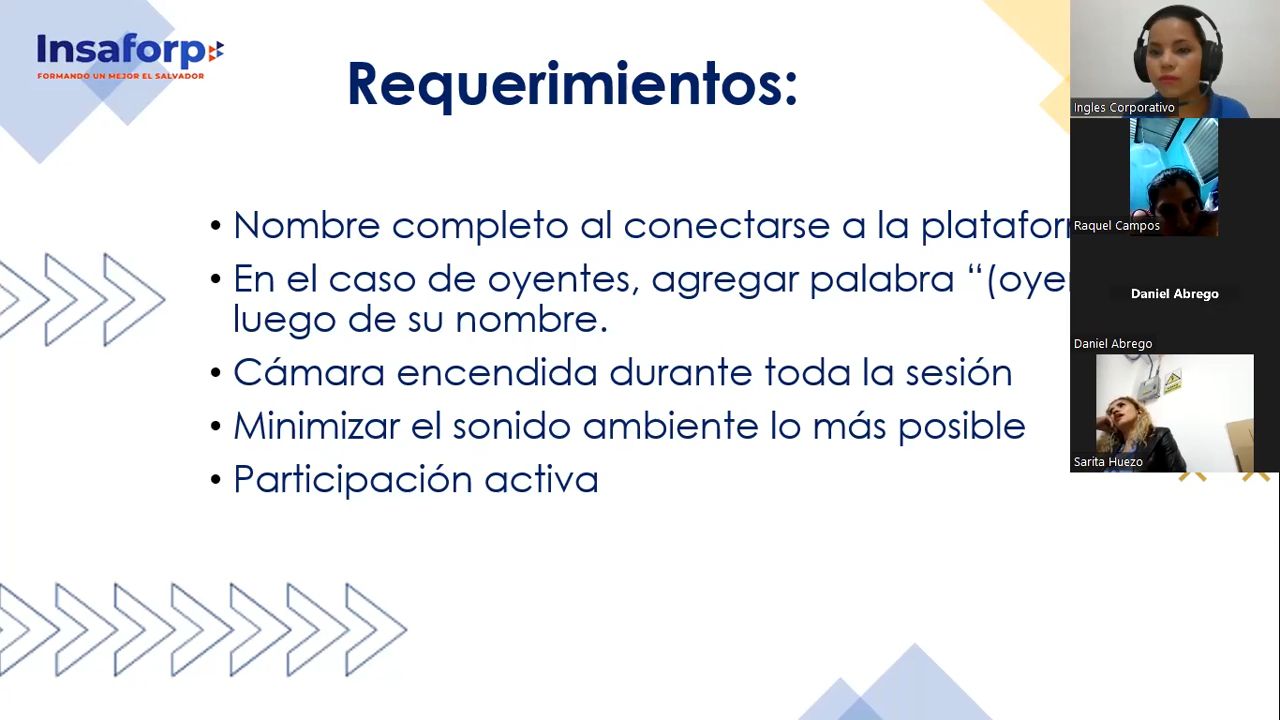 Insaforp
FORMANDO UN MEJOR EL SALVADOR
Requerimientos:
• Nombre completo al conectarse a la
• En el caso de oyentes, agregar palabra
luego de su nombre.
• Cámara encendida durante toda la sesión
• Minimizar el sonido ambiente lo más posible
• Participación activa
Ingles Corporativo
Raquel Campos
Daniel Abrego
Daniel Abrego
Sarita Huezo